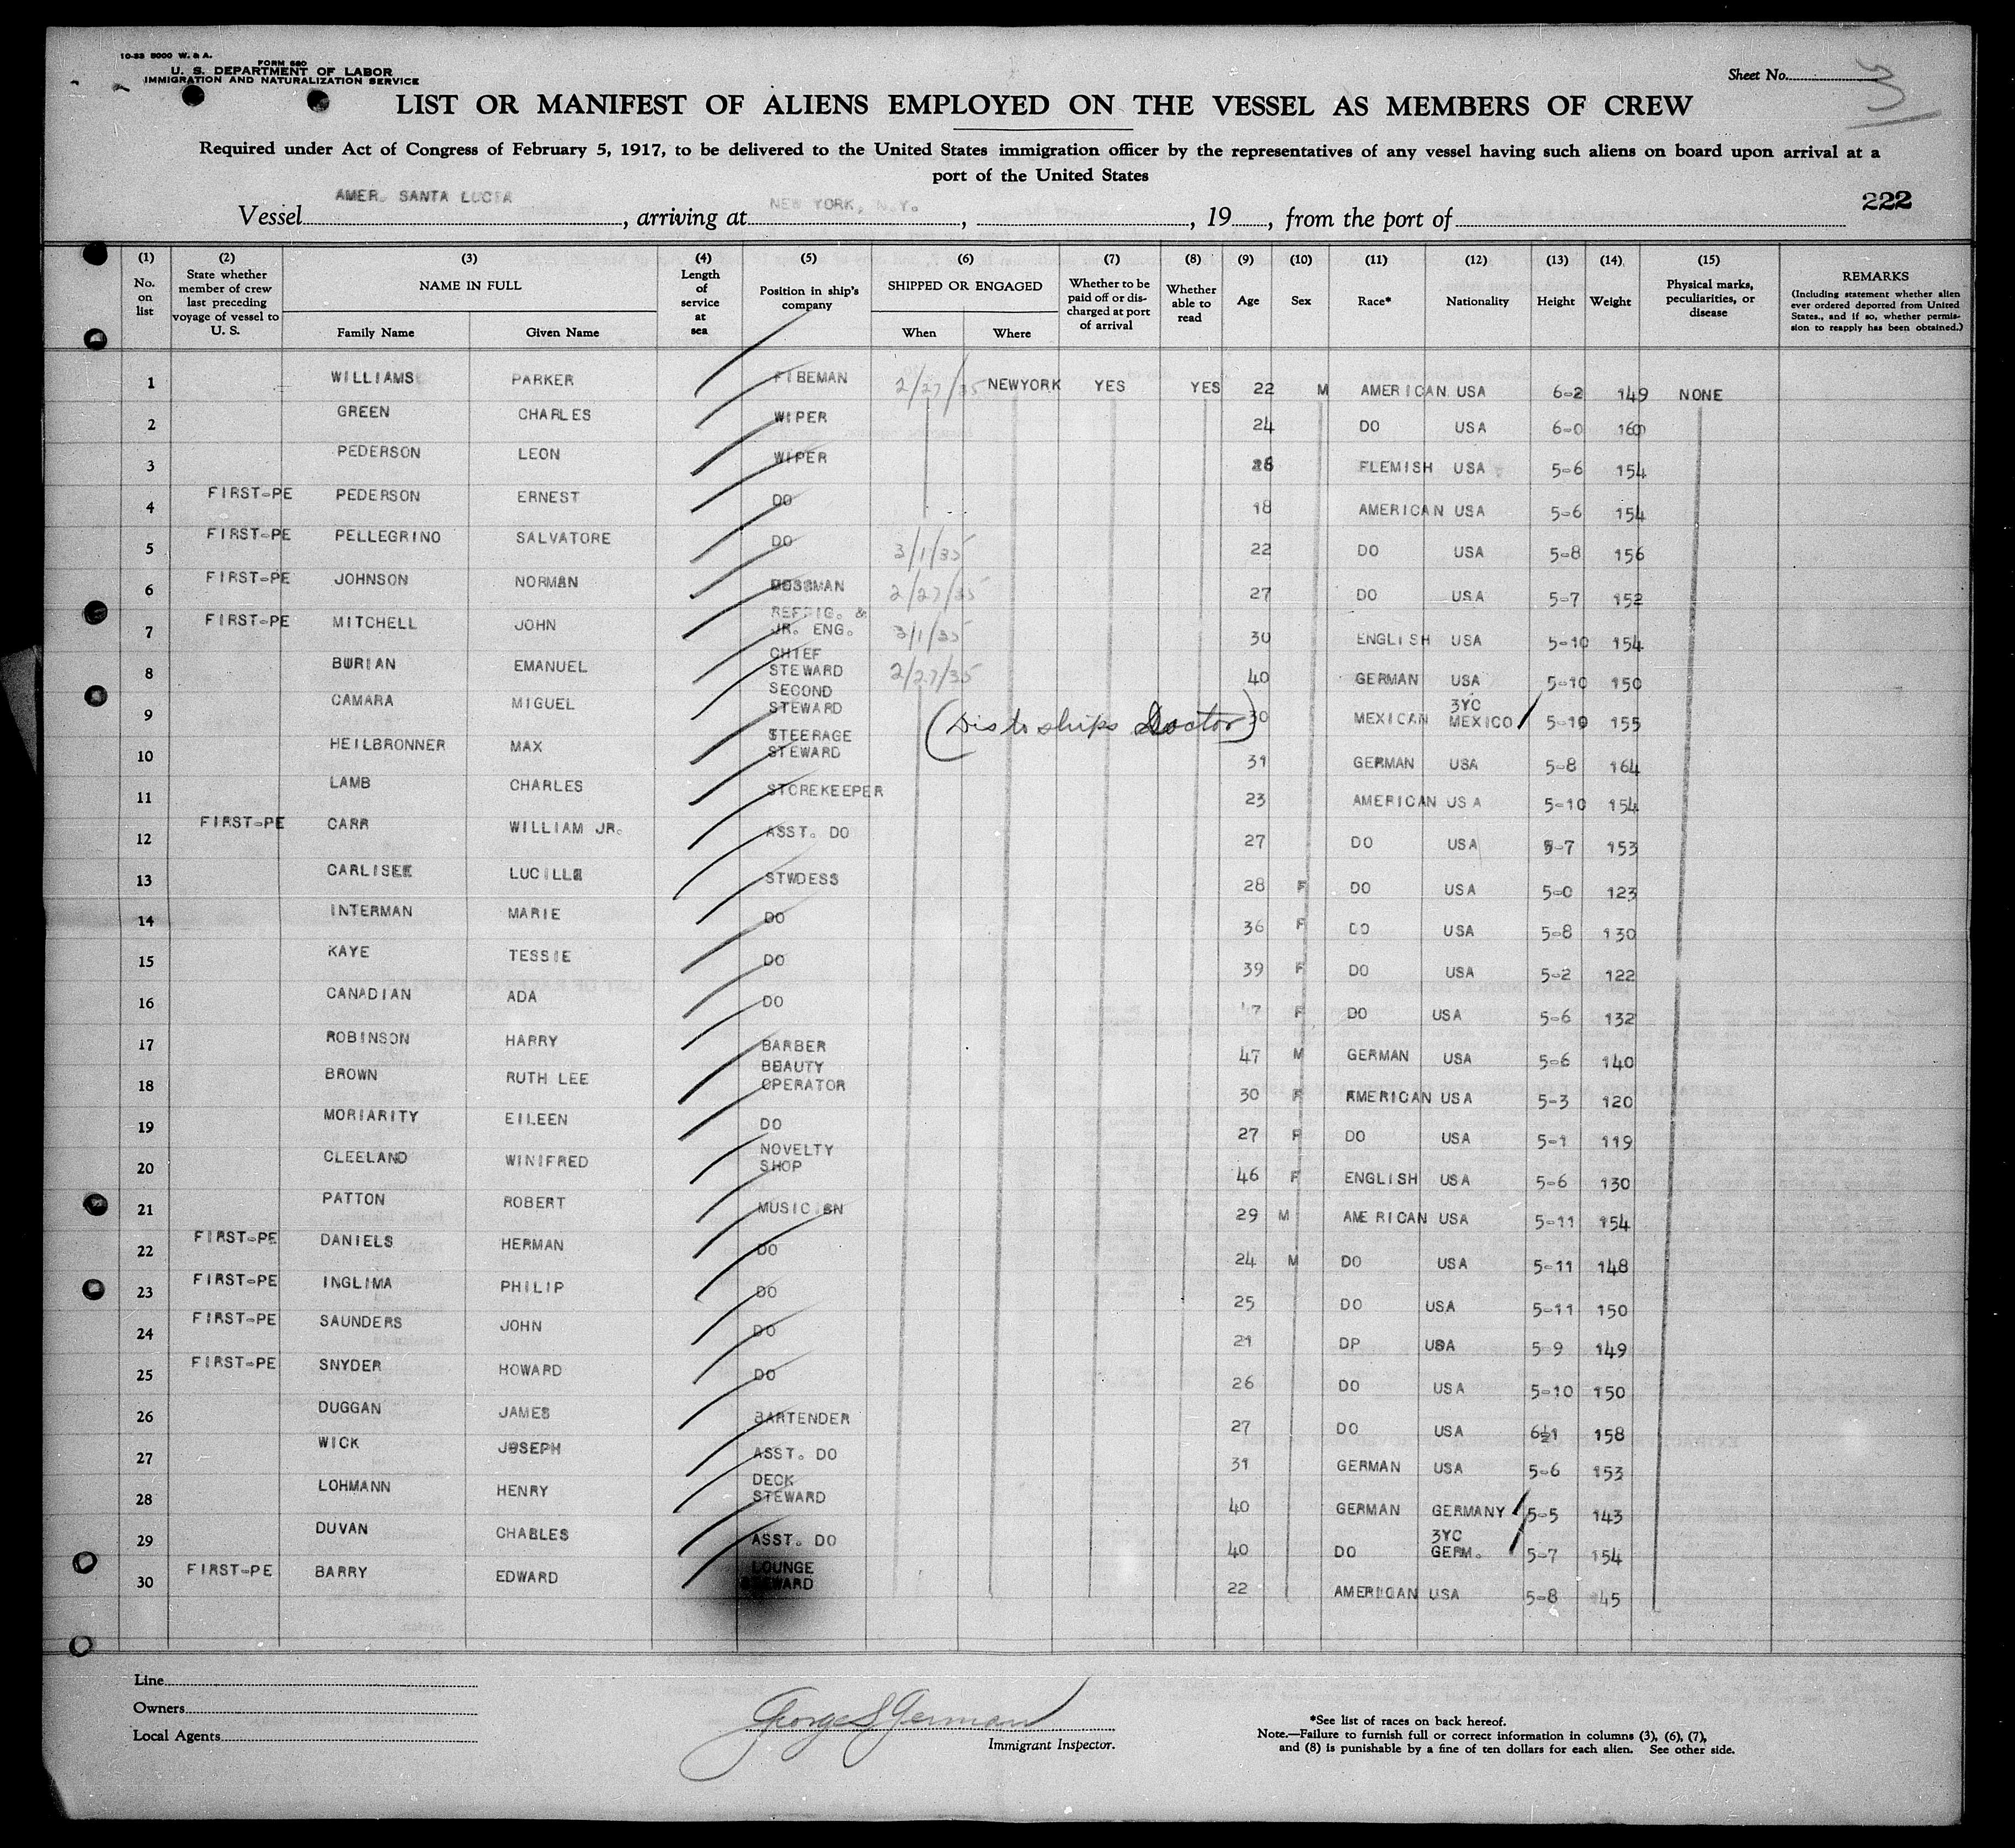 10-33 5000 W. & A.
FORM 680
U. S. DEPARTMENT OF LABOR
IMMIGRATION AND NATURALIZATION SERVICE
Sheet No. 3
LIST OR MANIFEST OF ALIENS EMPLOYED ON THE VESSEL AS MEMBERS OF CREW
Required under Act of Congress of February 5, 1917, to be delivered to the United States immigration officer by the representatives of any vessel having such aliens on board upon arrival at a
port of the United States
222
Vessel AMER. SANTA LUCIA, arriving at NEW YORK, N.Y., , 19 , from the port of
(1) (2) (3) (4) (5) (6) (7) (8) (9) (10) (11) (12) (13) (14) (15)
No. on list
State whether member of crew last preceding voyage of vessel to U. S.
NAME IN FULL
Family Name
Given Name
Length of service at sea
Position in ship's company
SHIPPED OR ENGAGED
When
Where
Whether to be paid off or discharged at port of arrival
Whether able to read
Age
Sex
Race*
Nationality
Height
Weight
Physical marks, peculiarities, or disease
REMARKS
(Including statement whether alien ever ordered deported from United States., and if so, whether permission to reapply has been obtained.)
1 WILLIAMS PARKER FIREMAN 2/27/35 NEWYORK YES YES 22 M AMERICAN USA 6-2 149 NONE
2 GREEN CHARLES WIPER 24 DO USA 6-0 160
3 PEDERSON LEON WIPER FLEMISH USA 5-6 154
4 FIRST-PE PEDERSON ERNEST DO 18 AMERICAN USA 5-6 154
5 FIRST-PE PELLEGRINO SALVATORE DO 3/1/35 22 DO USA 5-8 156
6 FIRST-PE JOHNSON NORMAN 2/27/35 27 DO USA 5-7 152
7 FIRST-PE MITCHELL JOHN REFRIG. & JR. ENG. 3/1/35 30 ENGLISH USA 5-10 154
8 BURIAN EMANUEL CHIEF STEWARD 2/27/35 40 GERMAN USA 5-10 150
9 CAMARA MIGUEL SECOND STEWARD (Dis to ships Doctor) 30 MEXICAN 3YC MEXICO 5-10 155
10 HEILBRONNER MAX STEERAGE STEWARD 31 GERMAN USA 5-8 164
11 LAMB CHARLES STOREKEEPER 23 AMERICAN USA 5-10 154
12 FIRST-PE CARR WILLIAM JR. ASST. DO 27 DO USA 5-7 153
13 CARLISEE LUCILLE STWDESS 28 F DO USA 5-0 123
14 INTERMAN MARIE DO 36 F DO USA 5-8 130
15 KAYE TESSIE DO 39 F DO USA 5-2 122
16 CANADIAN ADA DO 47 F DO USA 5-6 132
17 ROBINSON HARRY BARBER 47 M GERMAN USA 5-6 140
18 BROWN RUTH LEE BEAUTY OPERATOR 30 F AMERICAN USA 5-3 120
19 MORIARITY EILEEN DO 27 F DO USA 5-1 119
20 CLEELAND WINIFRED NOVELTY SHOP 46 F ENGLISH USA 5-6 130
21 PATTON ROBERT MUSICIAN 29 M AMERICAN USA 5-11 154
22 FIRST-PE DANIELS HERMAN DO 24 M DO USA 5-11 148
23 FIRST-PE INGLIMA PHILIP DO 25 DO USA 5-11 150
24 FIRST-PE SAUNDERS JOHN DO 21 DP USA 5-9 149
25 FIRST-PE SNYDER HOWARD DO 26 DO USA 5-10 150
26 DUGGAN JAMES BARTENDER 27 DO USA 6½1 158
27 WICK JOSEPH ASST. DO 31 GERMAN USA 5-6 153
28 LOHMANN HENRY DECK STEWARD 40 GERMAN GERMANY 5-5 143
29 DUVAN CHARLES ASST. DO 40 DO 3YC GERM. 5-7 154
30 FIRST-PE BARRY EDWARD LOUNGE STEWARD 22 AMERICAN USA 5-8 145
Line
Owners
Local Agents
George S German
Immigrant Inspector.
*See list of races on back hereof.
Note.—Failure to furnish full or correct information in columns (3), (6), (7),
and (8) is punishable by a fine of ten dollars for each alien. See other side.